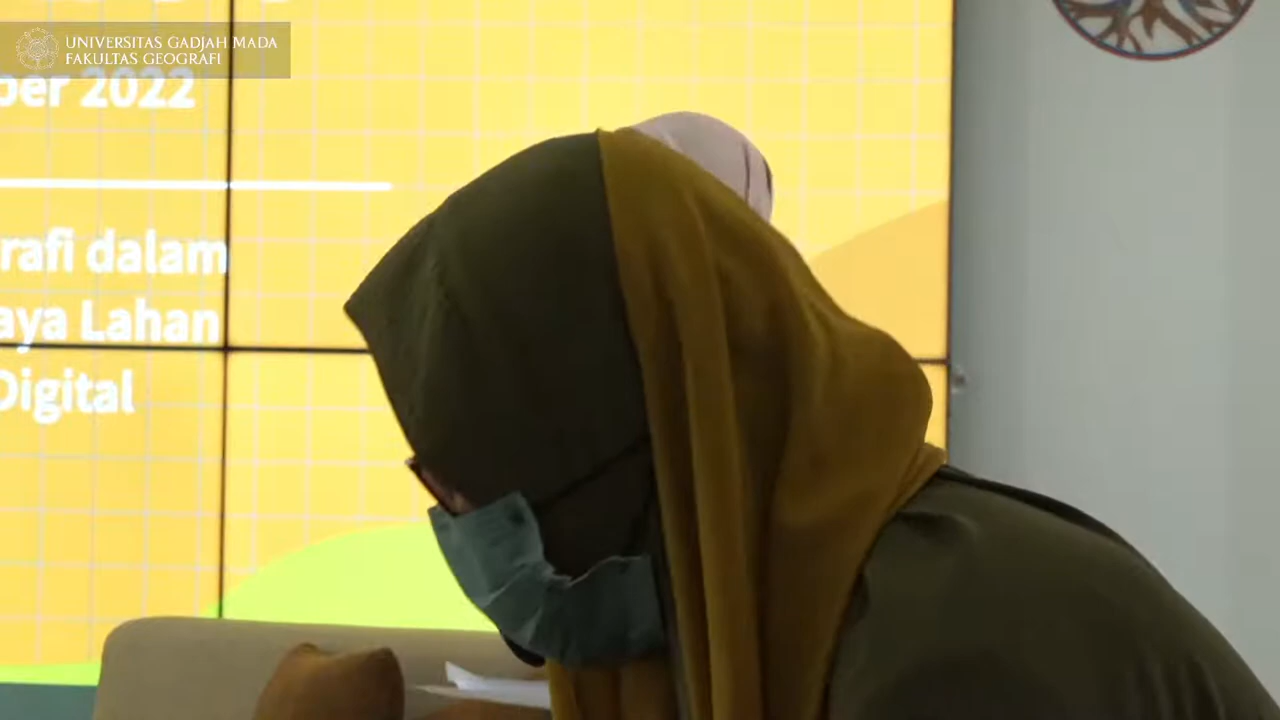 UNIVERSITAS GADJAH MADA
FAKULTAS GEOGRAFI
ber 2022
rafi dalam
aya Lahan
Digital